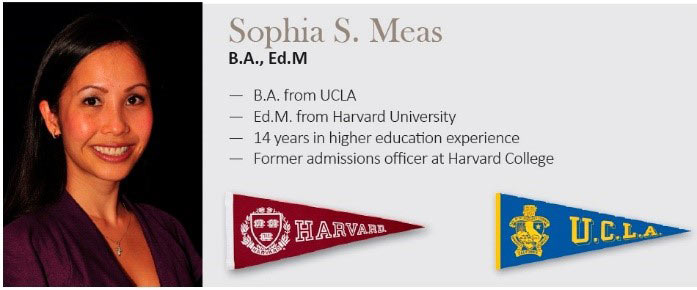 Sophia S. Meas
B.A., Ed.M
— B.A. from UCLA
— Ed.M. from Harvard University
— 14 years in higher education experience
— Former admissions officer at Harvard College
HARVARD
U.C.L.A.